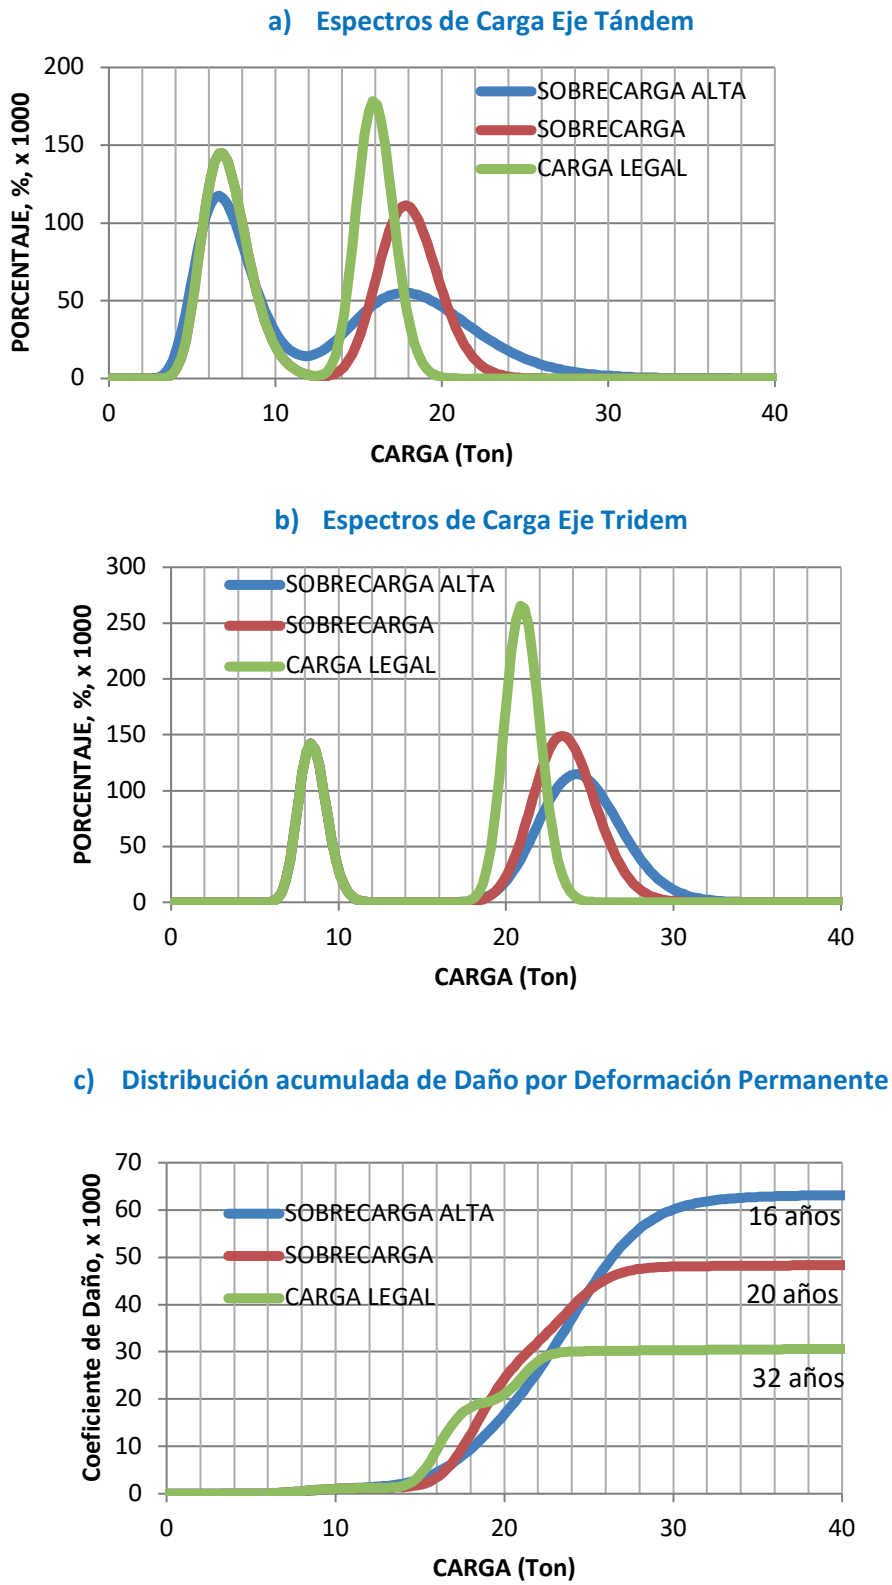 a) Espectros de Carga Eje Tándem
200
150
100
50
0
0 10 20 30 40
PORCENTAJE, %, x 1000
CARGA (Ton)
SOBRECARGA ALTA
SOBRECARGA
CARGA LEGAL
b) Espectros de Carga Eje Tridem
300
250
200
150
100
50
0
0 10 20 30 40
PORCENTAJE, %, x 1000
CARGA (Ton)
SOBRECARGA ALTA
SOBRECARGA
CARGA LEGAL
c) Distribución acumulada de Daño por Deformación Permanente
70
60
50
40
30
20
10
0
0 10 20 30 40
Coeficiente de Daño, x 1000
CARGA (Ton)
SOBRECARGA ALTA
SOBRECARGA
CARGA LEGAL
16 años
20 años
32 años